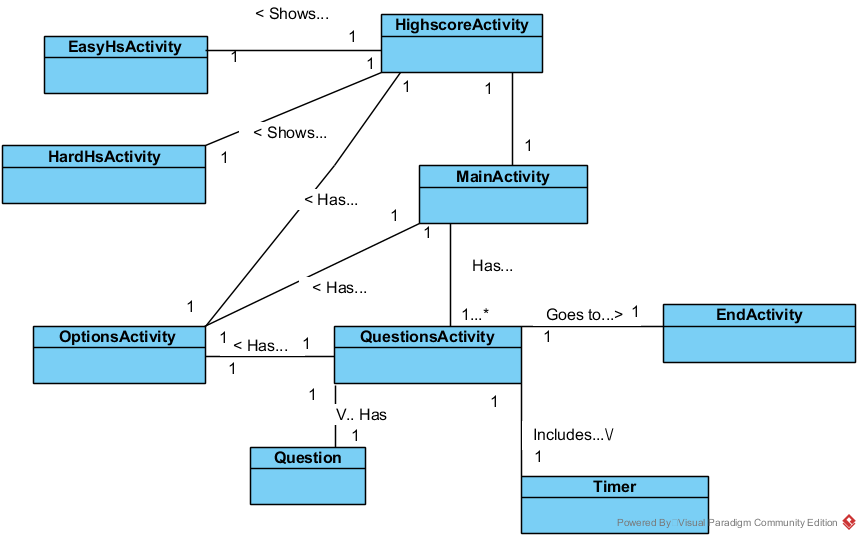 < Shows...
HighscoreActivity
1
EasyHsActivity
1
1
1
1
< Shows...
1
HardHsActivity
1
MainActivity
< Has...
1
1
Has...
< Has...
1
1...*
Goes to...>
1
EndActivity
OptionsActivity
1
< Has...
1
QuestionsActivity
1
1
1
1
V.. Has
1
Includes...\/
1
Question
Timer
Powered By Visual Paradigm Community Edition